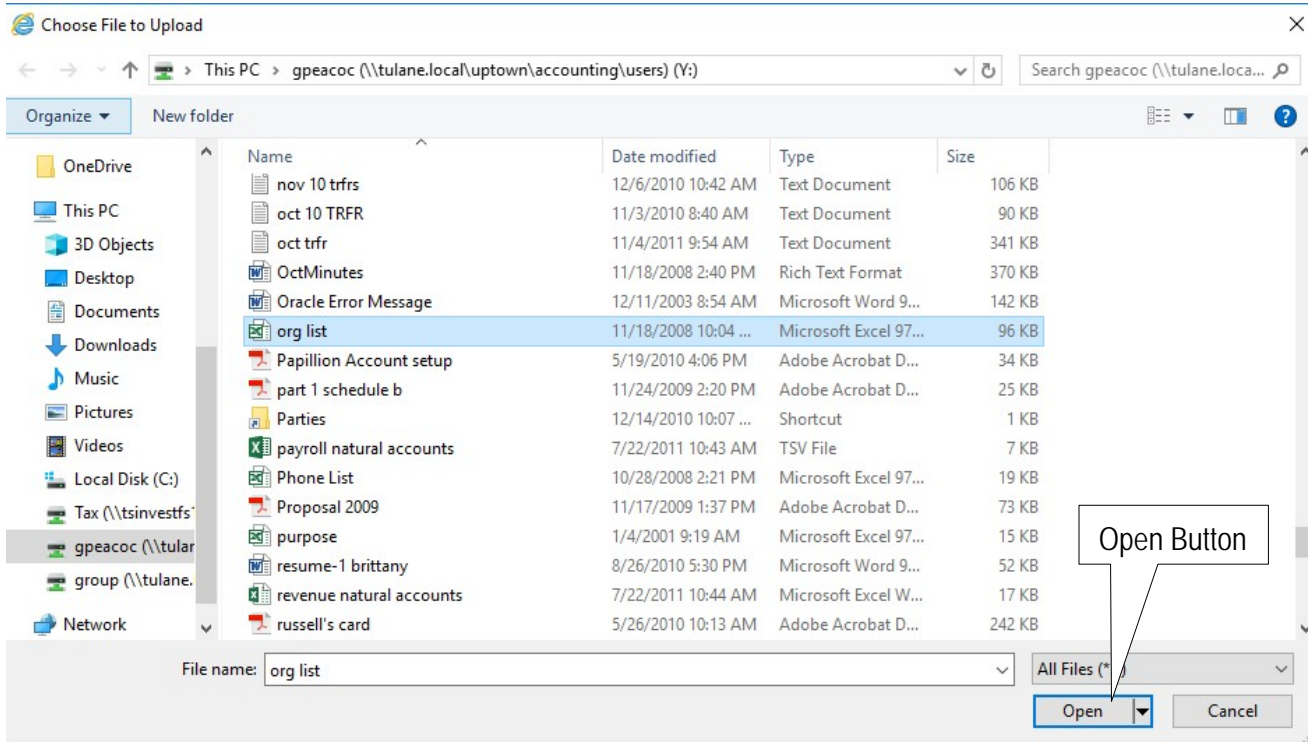 Choose File to Upload
This PC > gpeacoc (\\tulane.local\uptown\accounting\users) (Y:)
Search gpeacoc (\\tulane.loca...
Organize
New folder
OneDrive
This PC
3D Objects
Desktop
Documents
Downloads
Music
Pictures
Videos
Local Disk (C:)
Tax (\\tsinvestfs1
gpeacoc (\\tular
group (\\tulane.
Network
Name Date modified Type Size
nov 10 trfrs 12/6/2010 10:42 AM Text Document 106 KB
oct 10 TRFR 11/3/2010 8:40 AM Text Document 90 KB
oct trfr 11/4/2011 9:54 AM Text Document 341 KB
OctMinutes 11/18/2008 2:40 PM Rich Text Format 370 KB
Oracle Error Message 12/11/2003 8:54 AM Microsoft Word 9... 142 KB
org list 11/18/2008 10:04 ... Microsoft Excel 97... 96 KB
Papillion Account setup 5/19/2010 4:06 PM Adobe Acrobat D... 34 KB
part 1 schedule b 11/24/2009 2:20 PM Adobe Acrobat D... 25 KB
Parties 12/14/2010 10:07 ... Shortcut 1 KB
payroll natural accounts 7/22/2011 10:43 AM TSV File 7 KB
Phone List 10/28/2008 2:21 PM Microsoft Excel 97... 19 KB
Proposal 2009 11/17/2009 1:37 PM Adobe Acrobat D... 73 KB
purpose 1/4/2001 9:19 AM Microsoft Excel 97... 15 KB
resume-1 brittany 8/26/2010 5:30 PM Microsoft Word 9... 52 KB
revenue natural accounts 7/22/2011 10:44 AM Microsoft Excel W... 17 KB
russell's card 5/26/2010 10:13 AM Adobe Acrobat D... 242 KB
Open Button
File name: org list
All Files (*
Open
Cancel